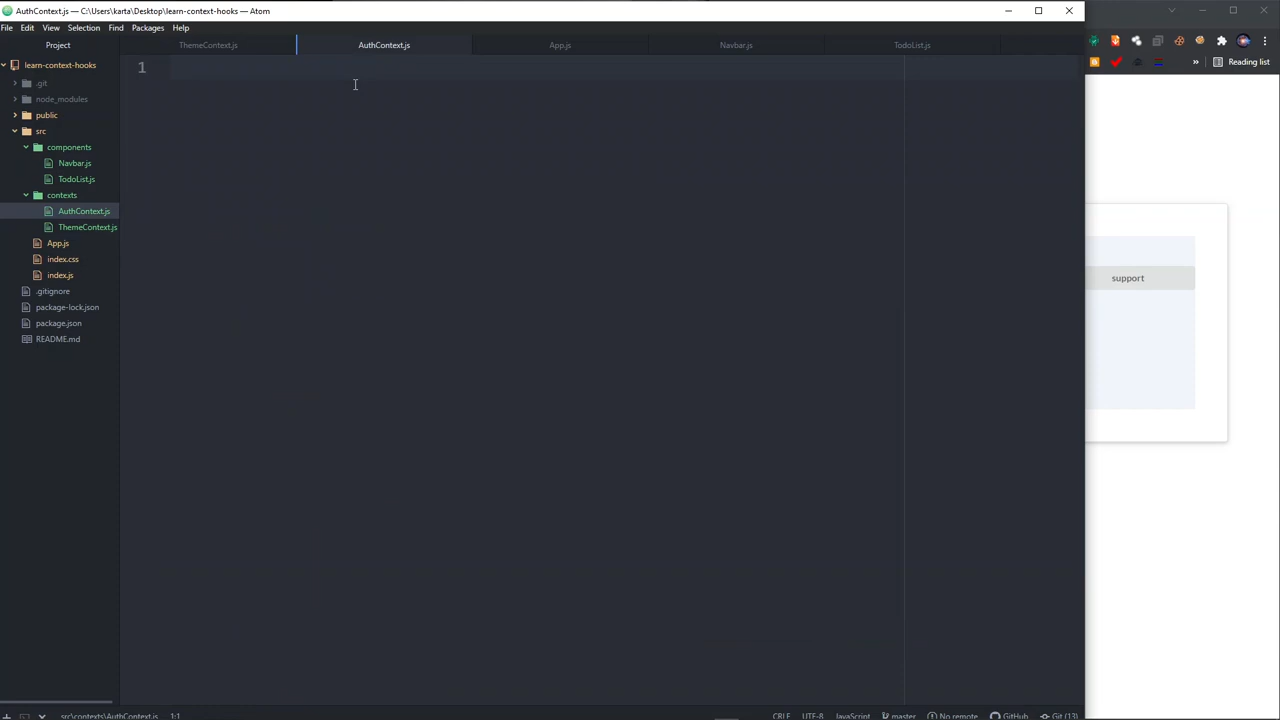 AuthContext.js — C:\Users\karta\Desktop\learn-context-hooks — Atom
File Edit View Selection Find Packages Help
Project
ThemeContext.js AuthContext.js App.js Navbar.js TodoList.js
Reading list
learn-context-hooks
.git
node_modules
public
src
components
Navbar.js
TodoList.js
contexts
AuthContext.js
ThemeContext.js
App.js
index.css
index.js
.gitignore
package-lock.json
package.json
README.md
1
support
src\contexts\AuthContext.js 1:1 CRLF UTF-8 JavaScript master No remote GitHub Git (13)